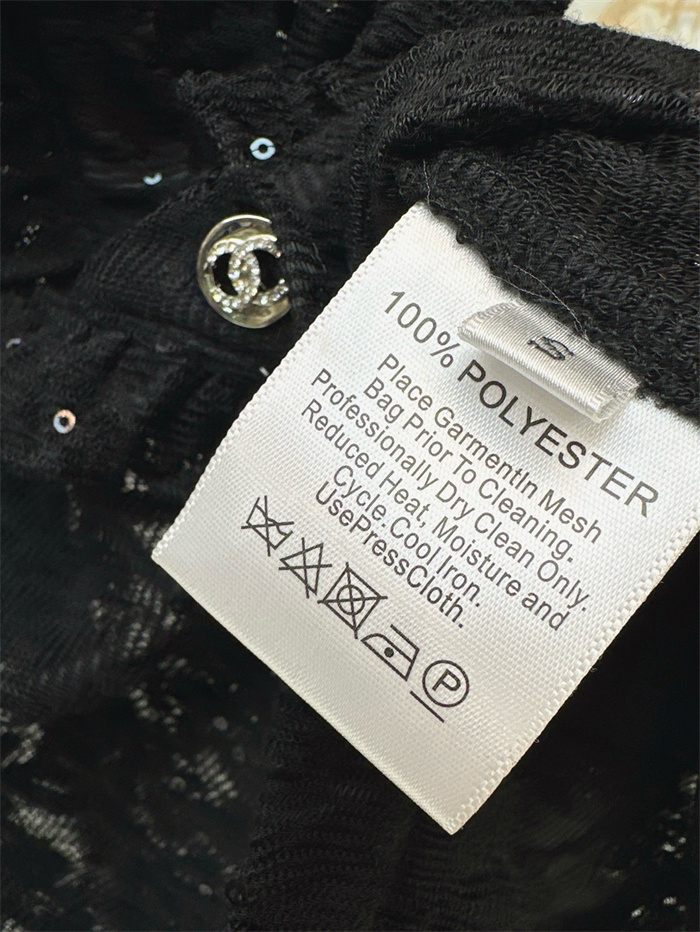 100% POLYESTER
Place GarmentIn Mesh
Bag Prior To Cleaning.
Professionally Dry Clean Only.
Reduced Heat, Moisture and
Cycle.Cool Iron.
UsePressCloth.
P